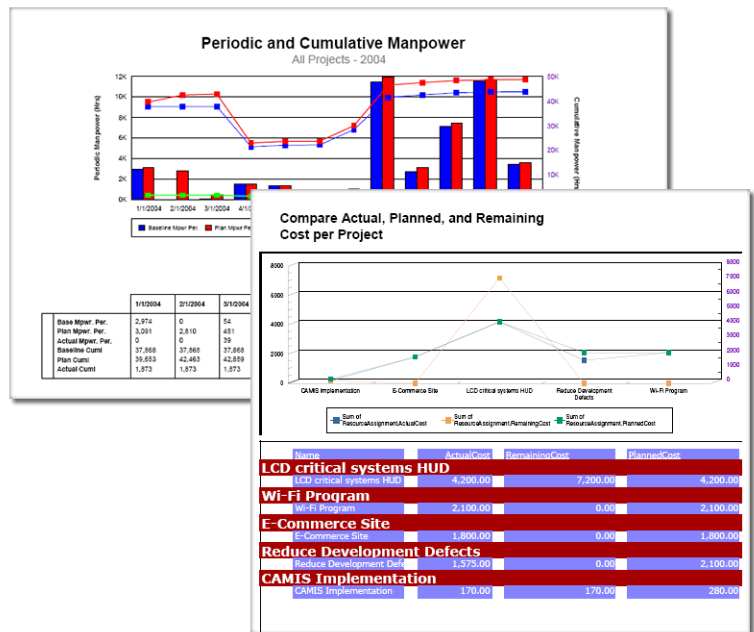 Periodic and Cumulative Manpower
All Projects - 2004
Periodic Manpower (Hrs)
12K
10K
8K
6K
4K
2K
0K
50K
40K
30K
20K
10K
Cumulative Manpower (Hrs
1/1/2004 2/1/2004 3/1/2004 4/1
Baseline Mpwr Per. Plan Mpwr Pe
1/1/2004 2/1/2004 3/1/2004
Base Mpwr. Per. 2,974 0 54
Plan Mpwr. Per. 3,091 2,810 451
Actual Mpwr. Per. 0 0 39
Baseline Cuml 37,868 37,868 37,868
Plan Cuml 39,653 42,463 42,859
Actual Cuml 1,873 1,873 1,873
Compare Actual, Planned, and Remaining
Cost per Project
8000
6000
4000
2000
0
8000
7000
6000
5000
4000
3000
2000
1000
0
CAMIS Implementation E-Commerce Site LCD critical systems HUD Reduce Development Wi-Fi Program
Defects
Sum of Sum of Sum of
ResourceAssignment.ActualCost ResourceAssignment.RemainingCost ResourceAssignment.PlannedCost
Name ActualCost RemainingCost PlannedCost
LCD critical systems HUD
LCD critical systems HUD 4,200.00 7,200.00 4,200.00
Wi-Fi Program
Wi-Fi Program 2,100.00 0.00 2,100.00
E-Commerce Site
E-Commerce Site 1,800.00 0.00 1,800.00
Reduce Development Defects
Reduce Development Defe 1,575.00 0.00 2,100.00
CAMIS Implementation
CAMIS Implementation 170.00 170.00 280.00